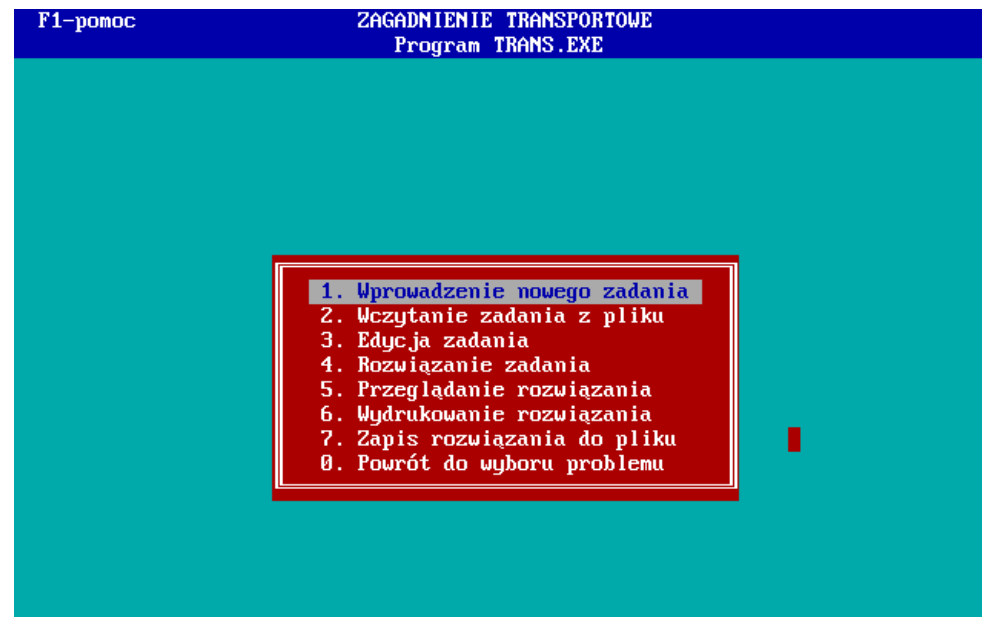 F1-pomoc ZAGADNIENIE TRANSPORTOWE
Program TRANS.EXE
1. Wprowadzenie nowego zadania
2. Wczytanie zadania z pliku
3. Edycja zadania
4. Rozwiązanie zadania
5. Przeglądanie rozwiązania
6. Wydrukowanie rozwiązania
7. Zapis rozwiązania do pliku
0. Powrót do wyboru problemu